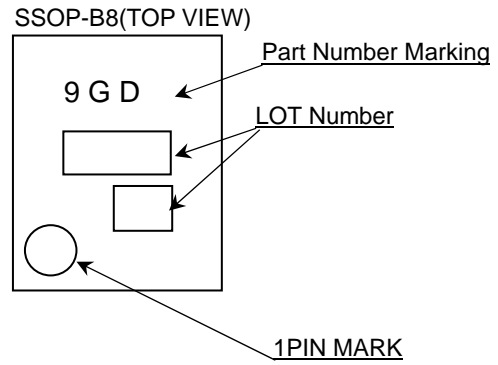 SSOP-B8(TOP VIEW)
Part Number Marking
9 G D
LOT Number
1PIN MARK